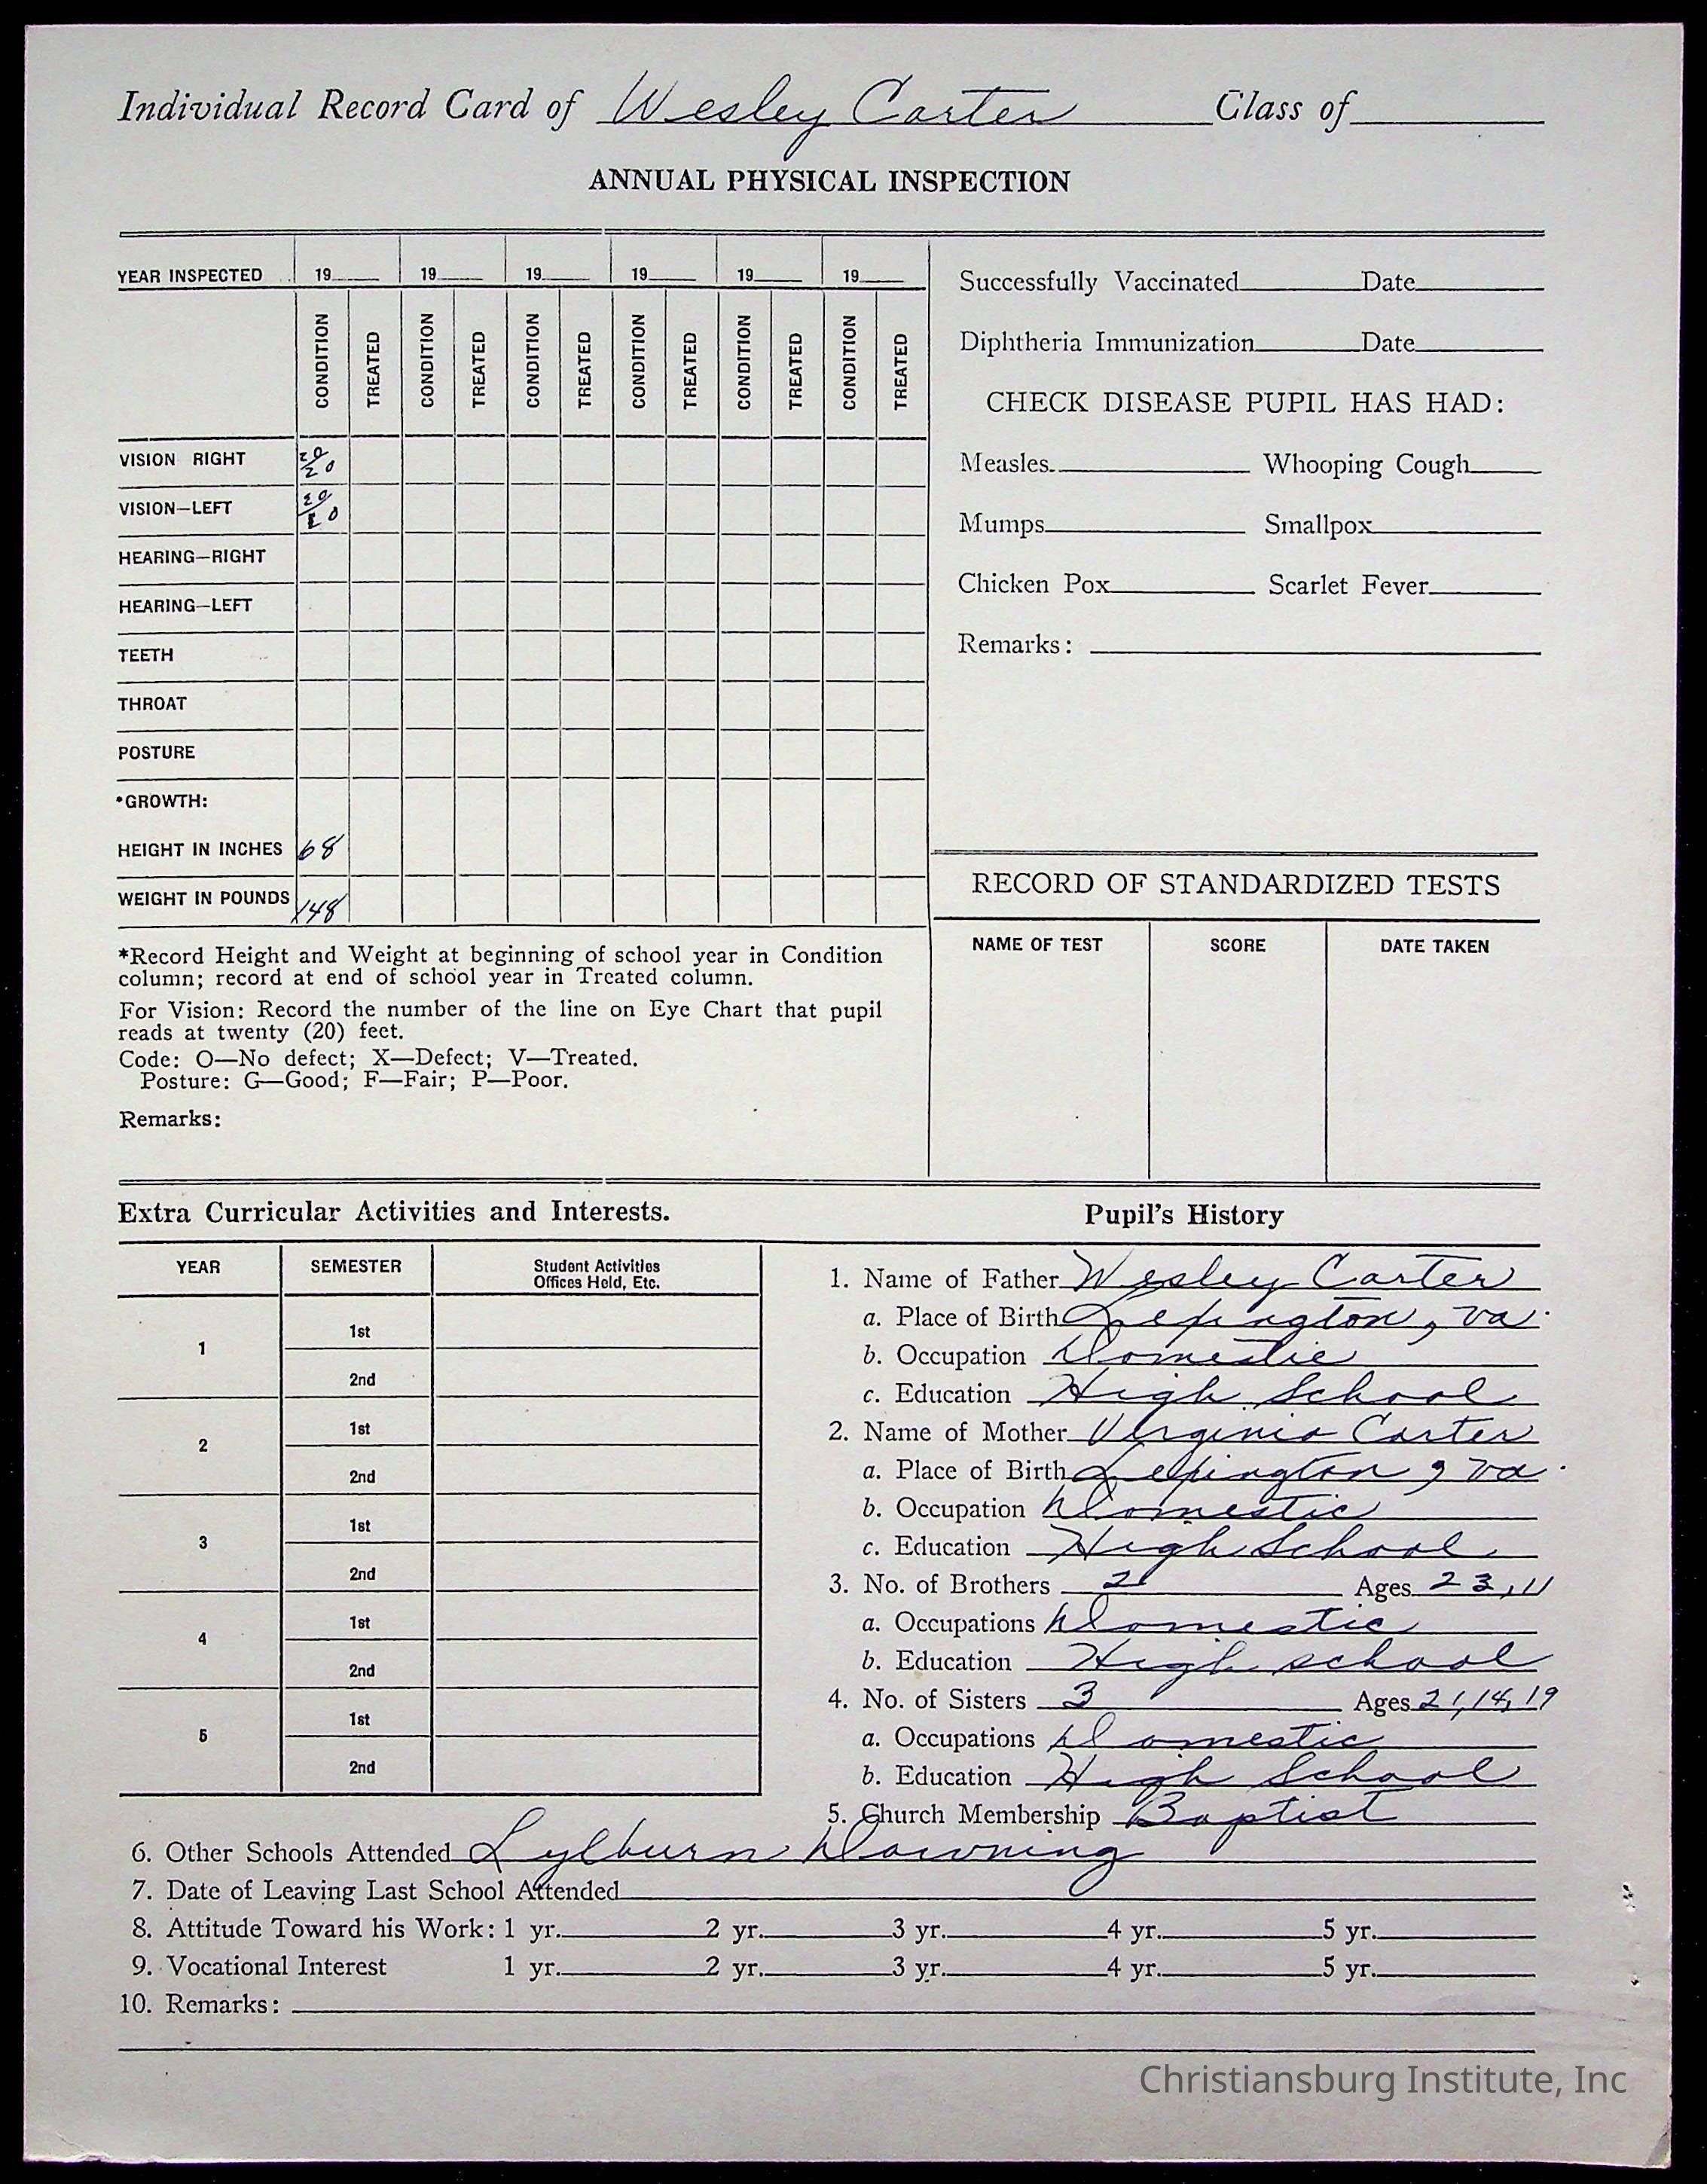 Individual Record Card of Wesley Carter Class of
ANNUAL PHYSICAL INSPECTION
YEAR INSPECTED 19 19 19 19 19 19
CONDITION TREATED CONDITION TREATED CONDITION TREATED CONDITION TREATED CONDITION TREATED CONDITION TREATED
VISION RIGHT 20/20
VISION—LEFT 20/20
HEARING—RIGHT
HEARING—LEFT
TEETH
THROAT
POSTURE
*GROWTH:
HEIGHT IN INCHES 68
WEIGHT IN POUNDS 148
*Record Height and Weight at beginning of school year in Condition
column; record at end of school year in Treated column.
For Vision: Record the number of the line on Eye Chart that pupil
reads at twenty (20) feet.
Code: O—No defect; X—Defect; V—Treated.
Posture: G—Good; F—Fair; P—Poor.
Remarks:
Successfully Vaccinated Date
Diphtheria Immunization Date
CHECK DISEASE PUPIL HAS HAD:
Measles Whooping Cough
Mumps Smallpox
Chicken Pox Scarlet Fever
Remarks:
RECORD OF STANDARDIZED TESTS
NAME OF TEST SCORE DATE TAKEN
Extra Curricular Activities and Interests.
YEAR SEMESTER Student Activities
Offices Held, Etc.
1 1st
2nd
2 1st
2nd
3 1st
2nd
4 1st
2nd
5 1st
2nd
Pupil's History
1. Name of Father Wesley Carter
a. Place of Birth Lexington, Va.
b. Occupation Domestic
c. Education High School
2. Name of Mother Virginia Carter
a. Place of Birth Lexington, Va.
b. Occupation Domestic
c. Education High School
3. No. of Brothers 2 Ages 23, 11
a. Occupations Domestic
b. Education High school
4. No. of Sisters 3 Ages 21, 14, 19
a. Occupations Domestic
b. Education High School
5. Church Membership Baptist
6. Other Schools Attended Lylburn Downing
7. Date of Leaving Last School Attended
8. Attitude Toward his Work: 1 yr. 2 yr. 3 yr. 4 yr. 5 yr.
9. Vocational Interest 1 yr. 2 yr. 3 yr. 4 yr. 5 yr.
10. Remarks:
Christiansburg Institute, Inc